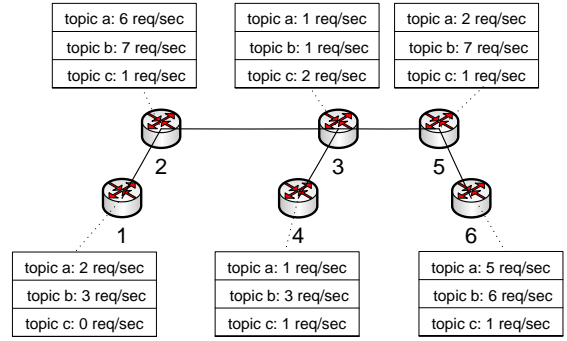 topic a: 6 req/sec
topic b: 7 req/sec
topic c: 1 req/sec
topic a: 1 req/sec
topic b: 1 req/sec
topic c: 2 req/sec
topic a: 2 req/sec
topic b: 7 req/sec
topic c: 1 req/sec
2
3
5
1
4
6
topic a: 2 req/sec
topic b: 3 req/sec
topic c: 0 req/sec
topic a: 1 req/sec
topic b: 3 req/sec
topic c: 1 req/sec
topic a: 5 req/sec
topic b: 6 req/sec
topic c: 1 req/sec